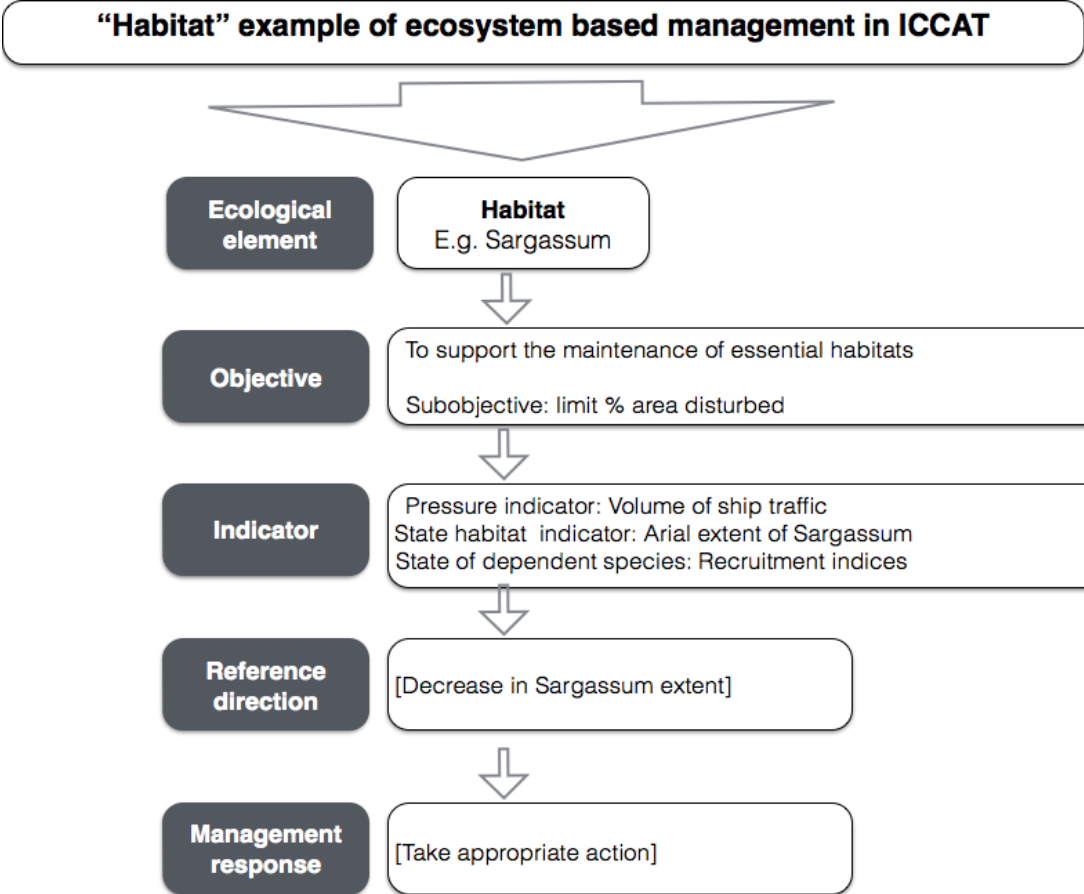 “Habitat” example of ecosystem based management in ICCAT
Ecological
element
Habitat
E.g. Sargassum
Objective
To support the maintenance of essential habitats
Subobjective: limit % area disturbed
Indicator
Pressure indicator: Volume of ship traffic
State habitat indicator: Arial extent of Sargassum
State of dependent species: Recruitment indices
Reference
direction
[Decrease in Sargassum extent]
Management
response
[Take appropriate action]